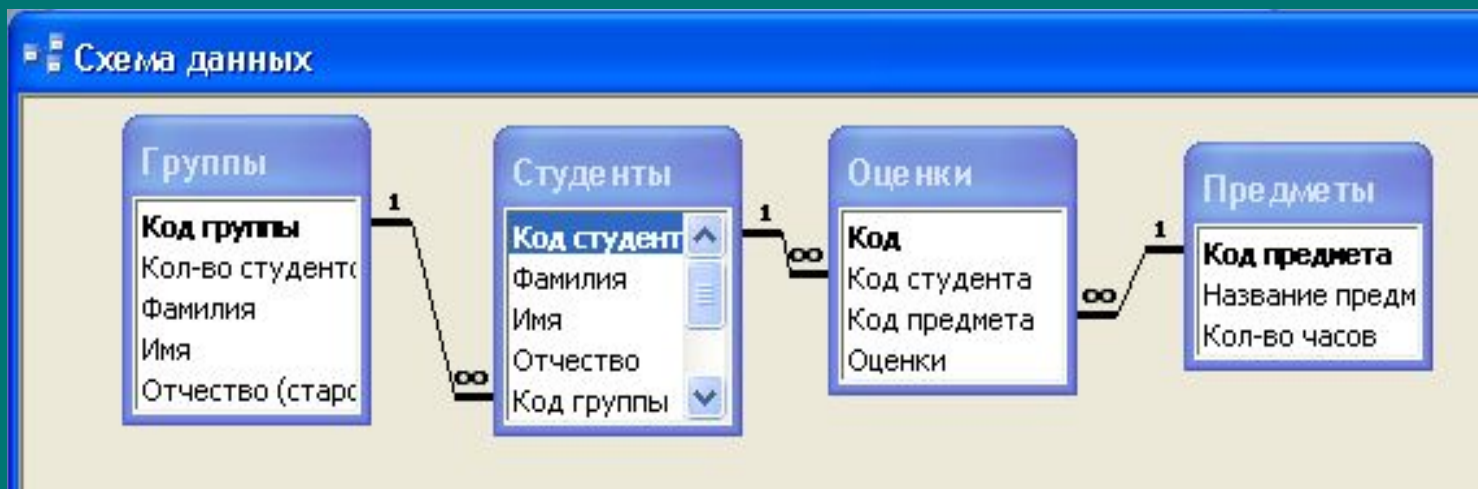 Схема данных
Группы
Код группы
Кол-во студенто
Фамилия
Имя
Отчество (старо
1
∞
Студенты
Код студент
Фамилия
Имя
Отчество
Код группы
1
∞
Оценки
Код
Код студента
Код предмета
Оценки
∞
1
Предметы
Код предмета
Название предм
Кол-во часов